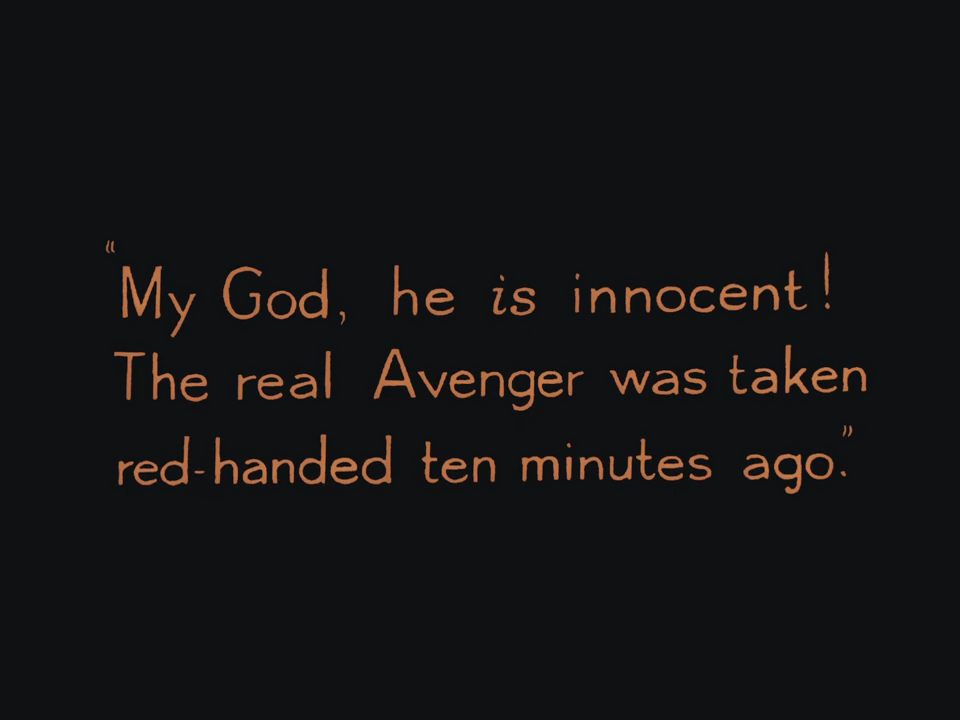 “My God, he is innocent!
The real Avenger was taken
red-handed ten minutes ago.”